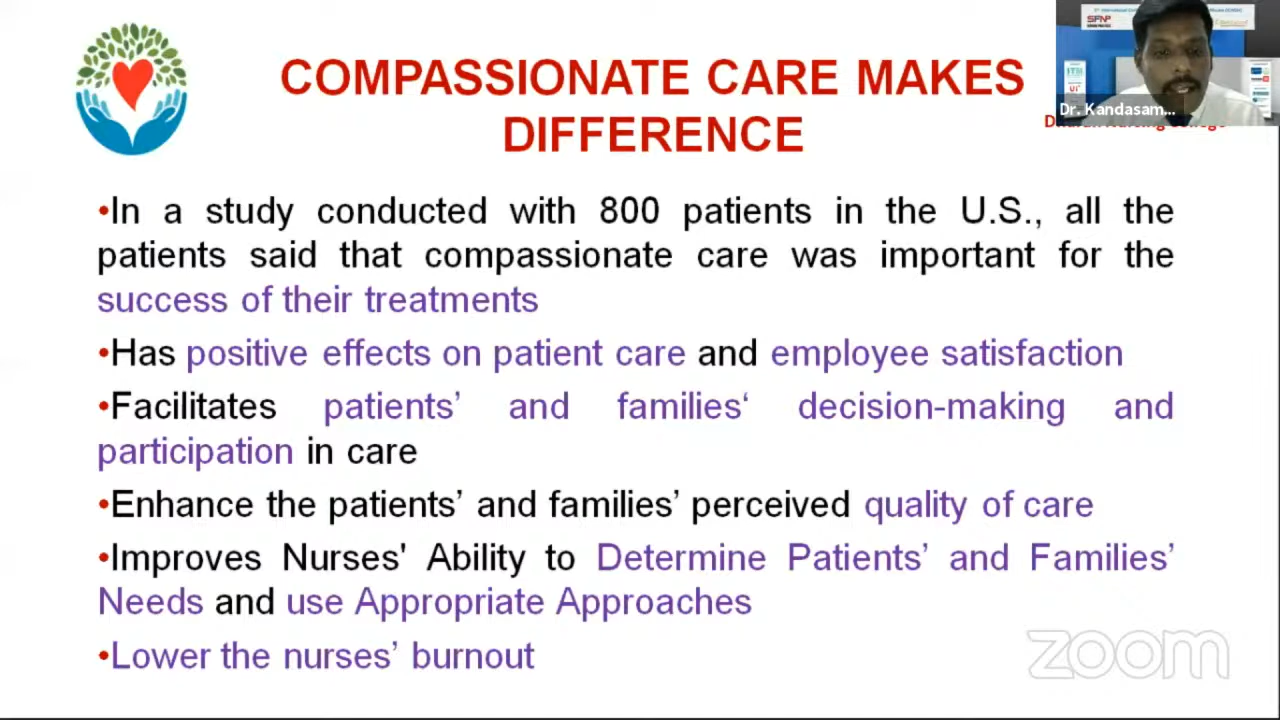 COMPASSIONATE CARE MAKES
DIFFERENCE
Dr. Kandasam...
•In a study conducted with 800 patients in the U.S., all the
patients said that compassionate care was important for the
success of their treatments
•Has positive effects on patient care and employee satisfaction
•Facilitates patients’ and families‘ decision-making and
participation in care
•Enhance the patients’ and families’ perceived quality of care
•Improves Nurses' Ability to Determine Patients’ and Families’
Needs and use Appropriate Approaches
•Lower the nurses’ burnout
zoom